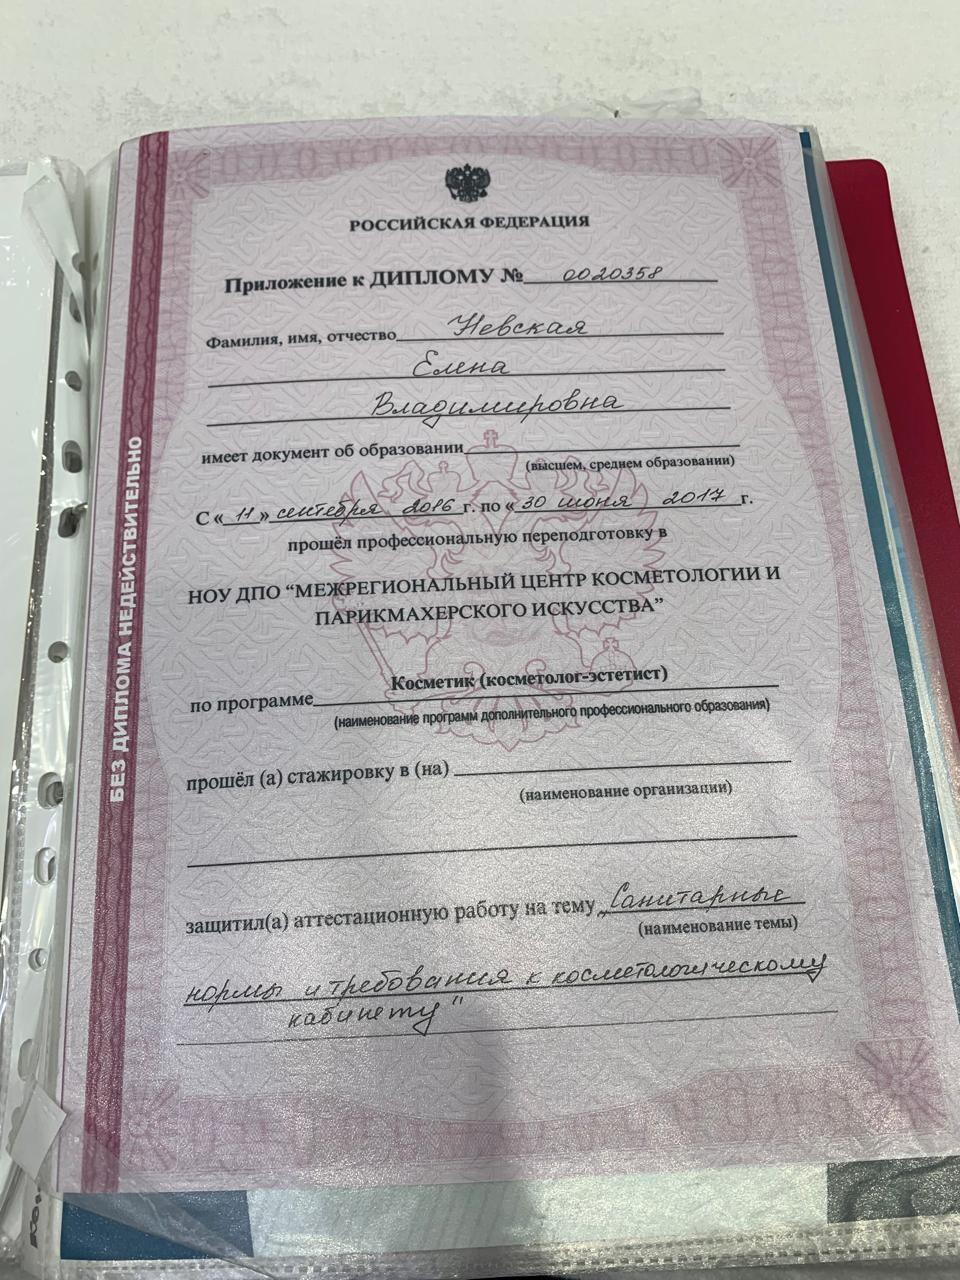 РОССИЙСКАЯ ФЕДЕРАЦИЯ
Приложение к ДИПЛОМУ № 0020358
Фамилия, имя, отчество Невская
Елена
Владимировна
имеет документ об образовании
(высшем, среднем образовании)
С « 11 » сентября 2016 г. по « 30 июня 2017 г.
прошёл профессиональную переподготовку в
НОУ ДПО “МЕЖРЕГИОНАЛЬНЫЙ ЦЕНТР КОСМЕТОЛОГИИ И
ПАРИКМАХЕРСКОГО ИСКУССТВА”
Косметик (косметолог-эстетист)
по программе
(наименование программ дополнительного профессионального образования)
прошёл (а) стажировку в (на)
(наименование организации)
защитил(а) аттестационную работу на тему „Санитарные
(наименование темы)
нормы и требования к косметологическому
кабинету"
БЕЗ ДИПЛОМА НЕДЕЙСТВИТЕЛЬНО